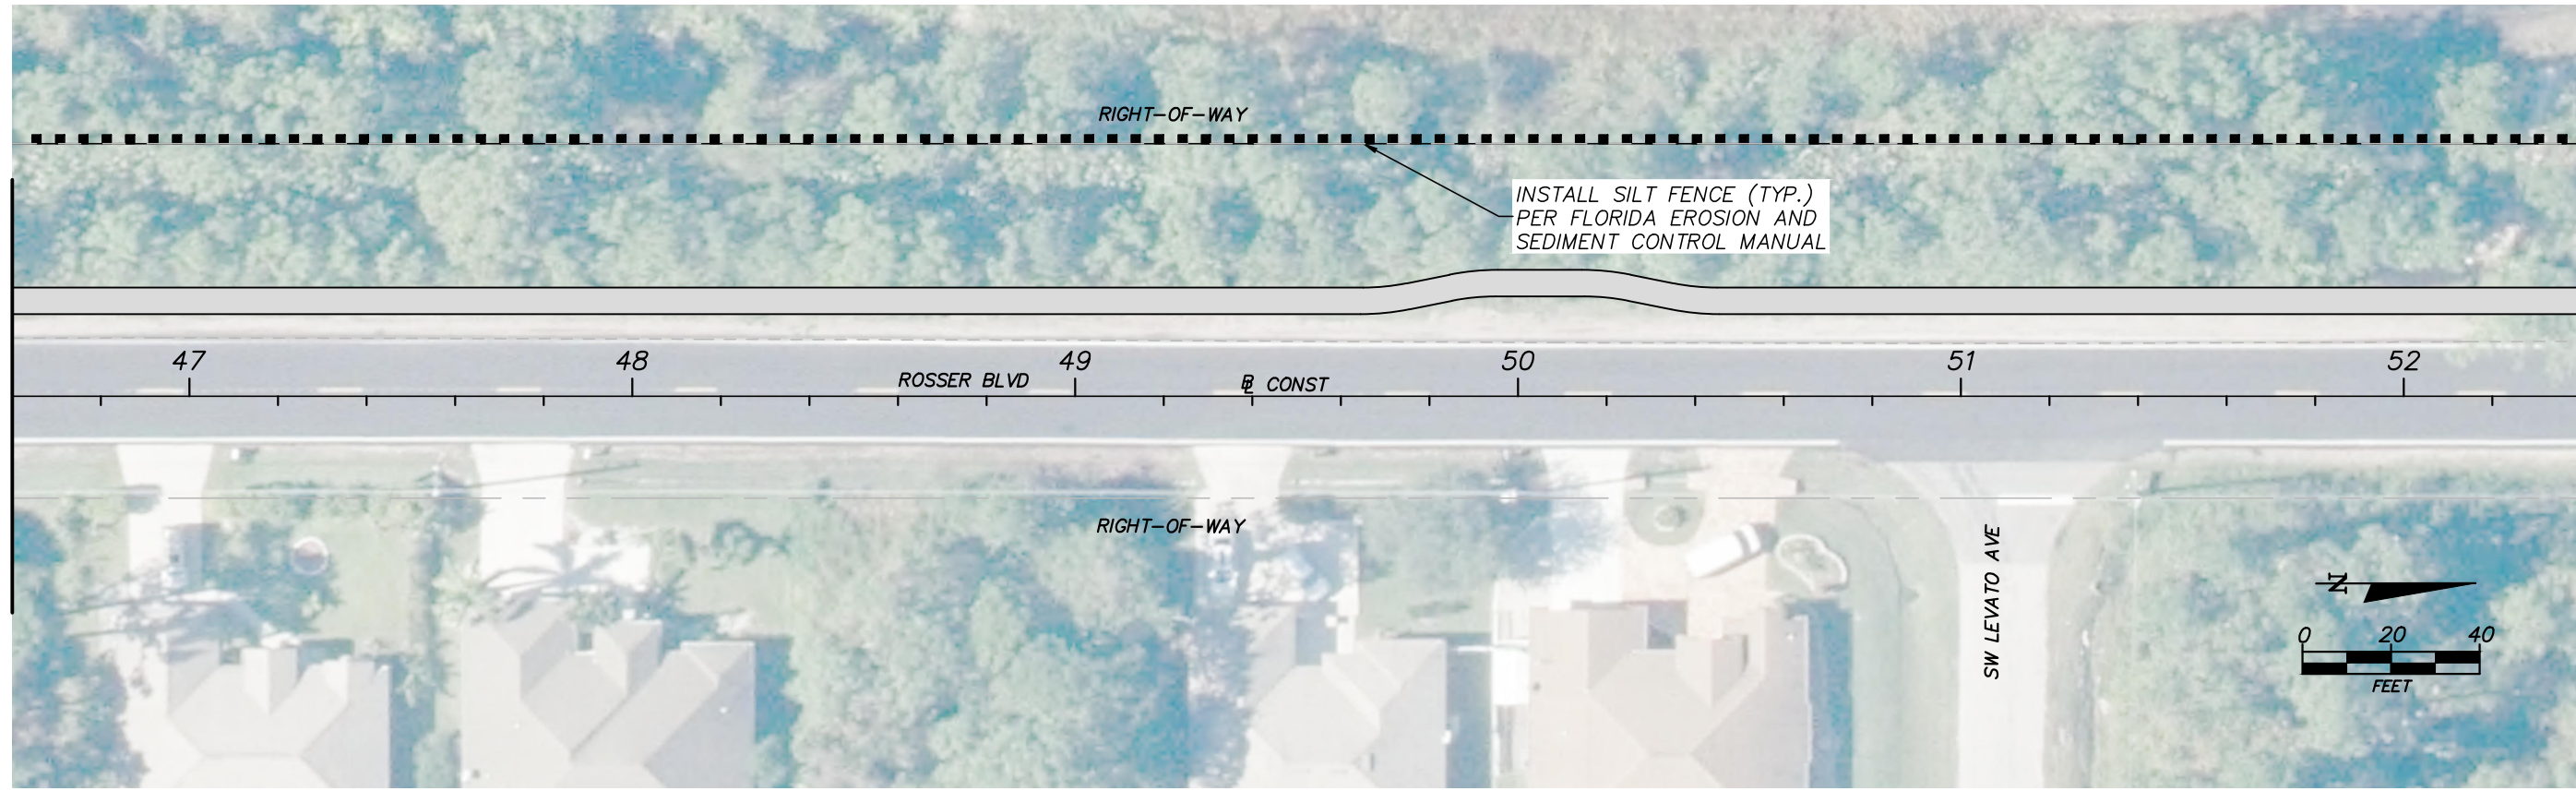 RIGHT-OF-WAY
INSTALL SILT FENCE (TYP.)
PER FLORIDA EROSION AND
SEDIMENT CONTROL MANUAL
47 48 49 50 51 52
ROSSER BLVD
℄ CONST
RIGHT-OF-WAY
SW LEVATO AVE
N
0 20 40
FEET